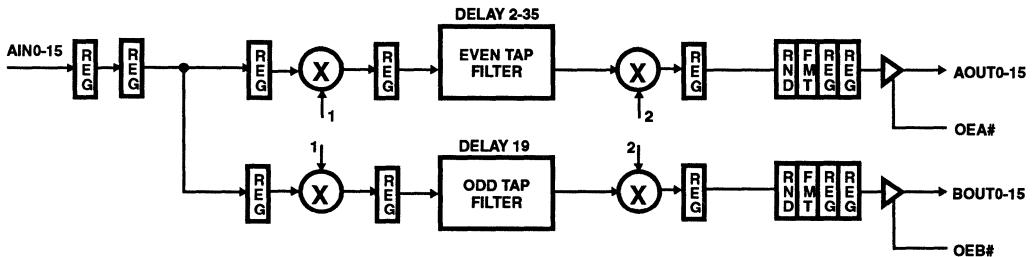 DELAY 2-35
AIN0-15
REG
REG
REG
X
REG
EVEN TAP
FILTER
X
REG
RND
FMT
REG
REG
AOUT0-15
1
2
OEA#
1
DELAY 19
2
REG
X
REG
ODD TAP
FILTER
X
REG
RND
FMT
REG
REG
BOUT0-15
OEB#